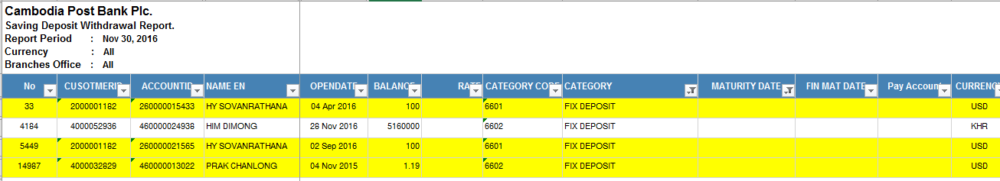 Cambodia Post Bank Plc.
Saving Deposit Withdrawal Report.
Report Period : Nov 30, 2016
Currency : All
Branches Office : All
No CUSOTMERID ACCOUNTID NAME EN OPENDATE BALANCE RATE CATEGORY CODE CATEGORY MATURITY DATE FIN MAT DATE Pay Account CURRENC
33 2000001182 260000015433 HY SOVANRATHANA 04 Apr 2016 100 6601 FIX DEPOSIT USD
4184 4000052936 460000024938 HIM DIMONG 28 Nov 2016 5160000 6602 FIX DEPOSIT KHR
5449 2000001182 260000021565 HY SOVANRATHANA 02 Sep 2016 100 6601 FIX DEPOSIT USD
14987 4000032829 460000013022 PRAK CHANLONG 04 Nov 2015 1.19 6602 FIX DEPOSIT USD